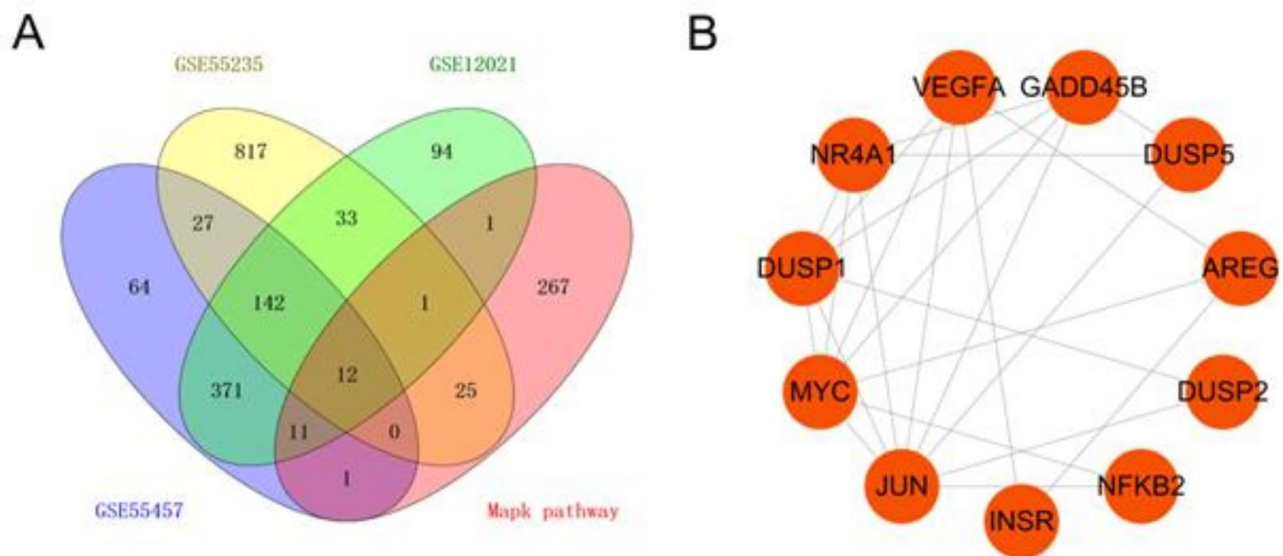 A
GSE55235
GSE12021
817
94
27
33
1
64
142
1
267
371
12
25
11
0
1
GSE55457
Mapk pathway
B
VEGFA
GADD45B
NR4A1
DUSP5
DUSP1
AREG
MYC
DUSP2
JUN
NFKB2
INSR